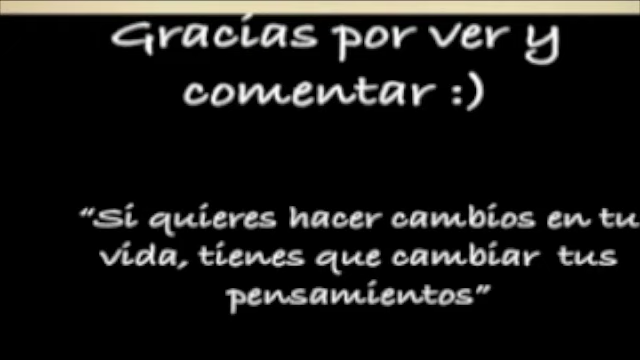 Gracias por ver y
comentar :)
“Si quieres hacer cambios en tu
vida, tienes que cambiar tus
pensamientos”